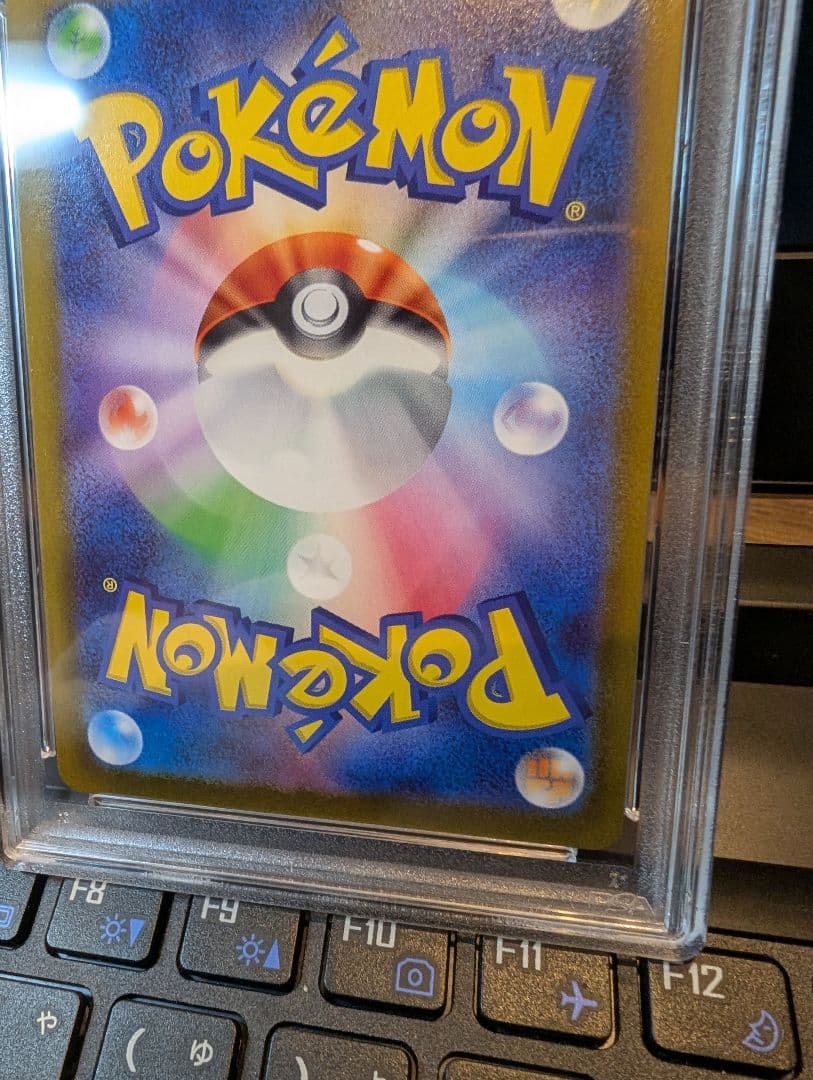 POKÉMON
®
®
POKÉMON
F8
F9
F10
F11
F12
や
( ゆ
)